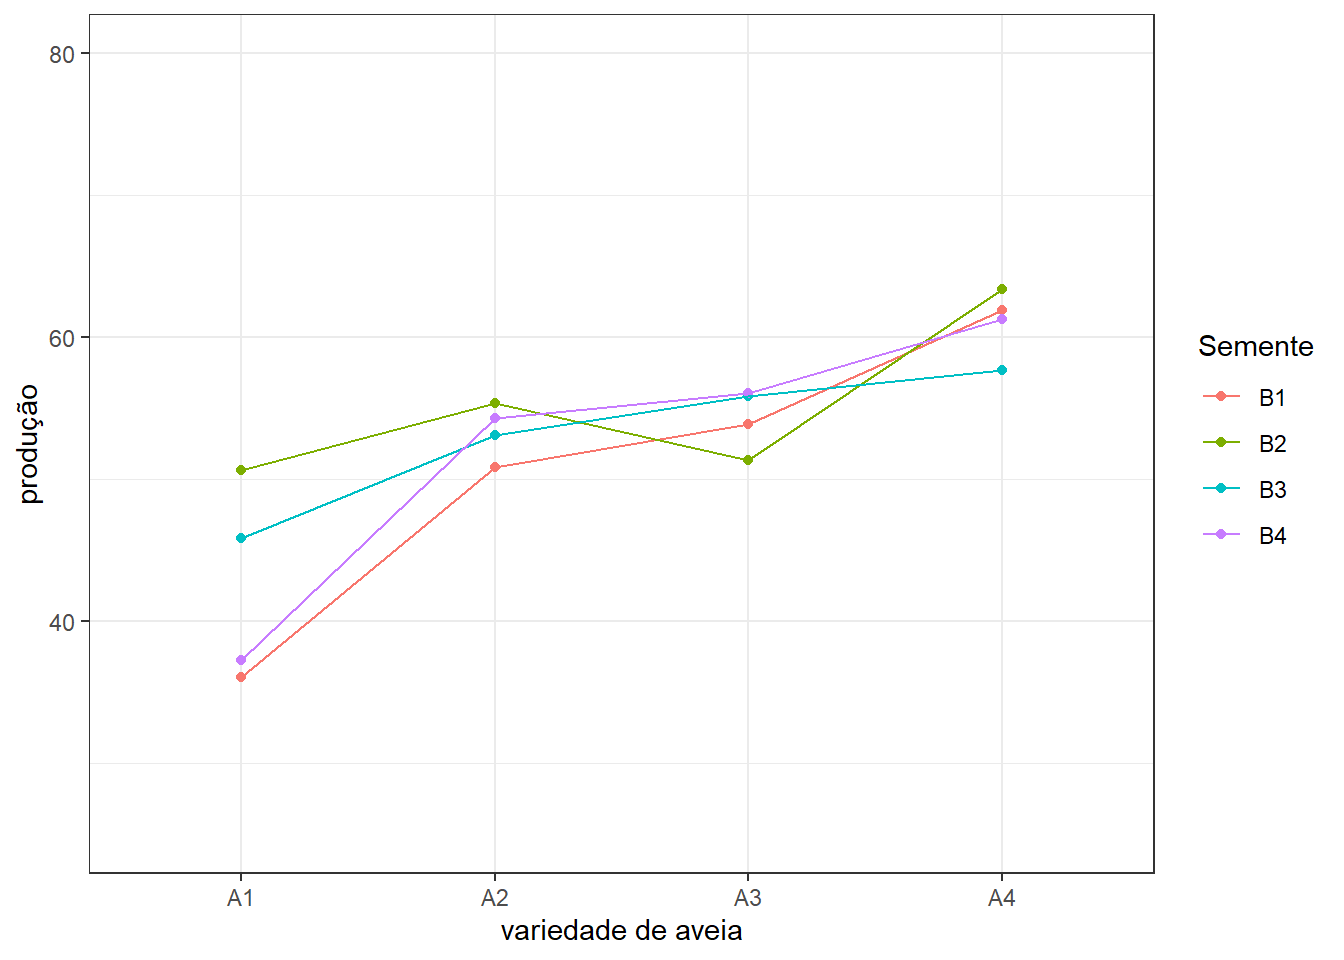 80
60
40
produção
A1 A2 A3 A4
variedade de aveia
Semente
B1
B2
B3
B4